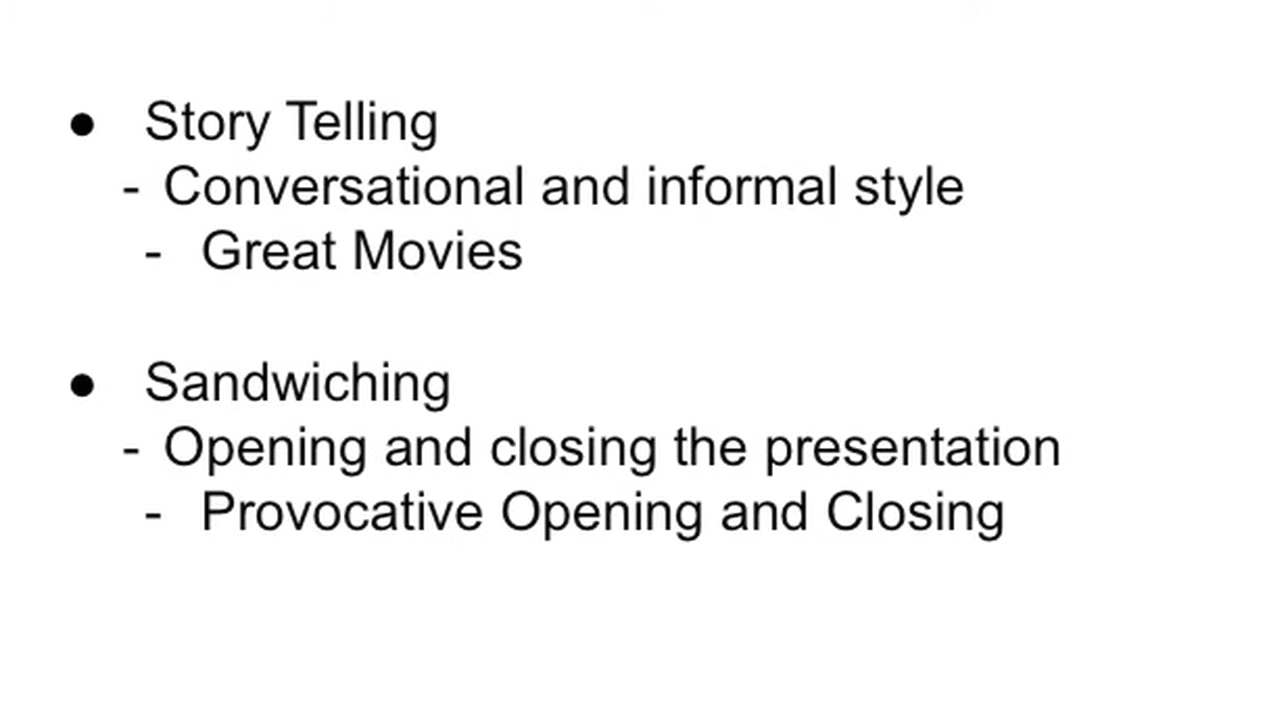 ● Story Telling
- Conversational and informal style
- Great Movies
● Sandwiching
- Opening and closing the presentation
- Provocative Opening and Closing